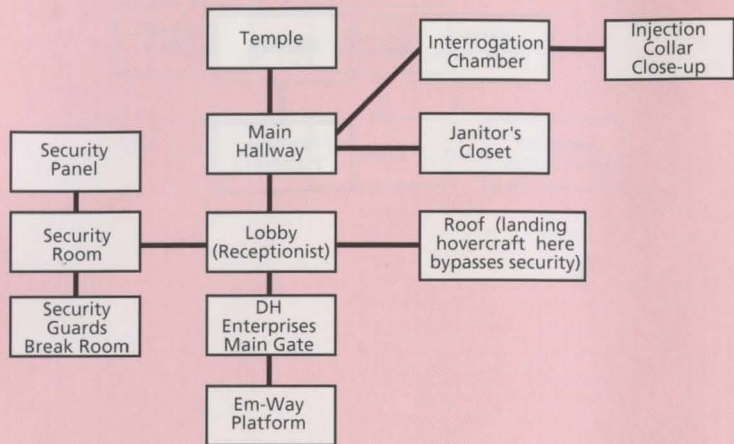 Temple
Interrogation
Chamber
Injection
Collar
Close-up
Main
Hallway
Janitor's
Closet
Security
Panel
Security
Room
Lobby
(Receptionist)
Roof (landing
hovercraft here
bypasses security)
Security
Guards
Break Room
DH
Enterprises
Main Gate
Em-Way
Platform